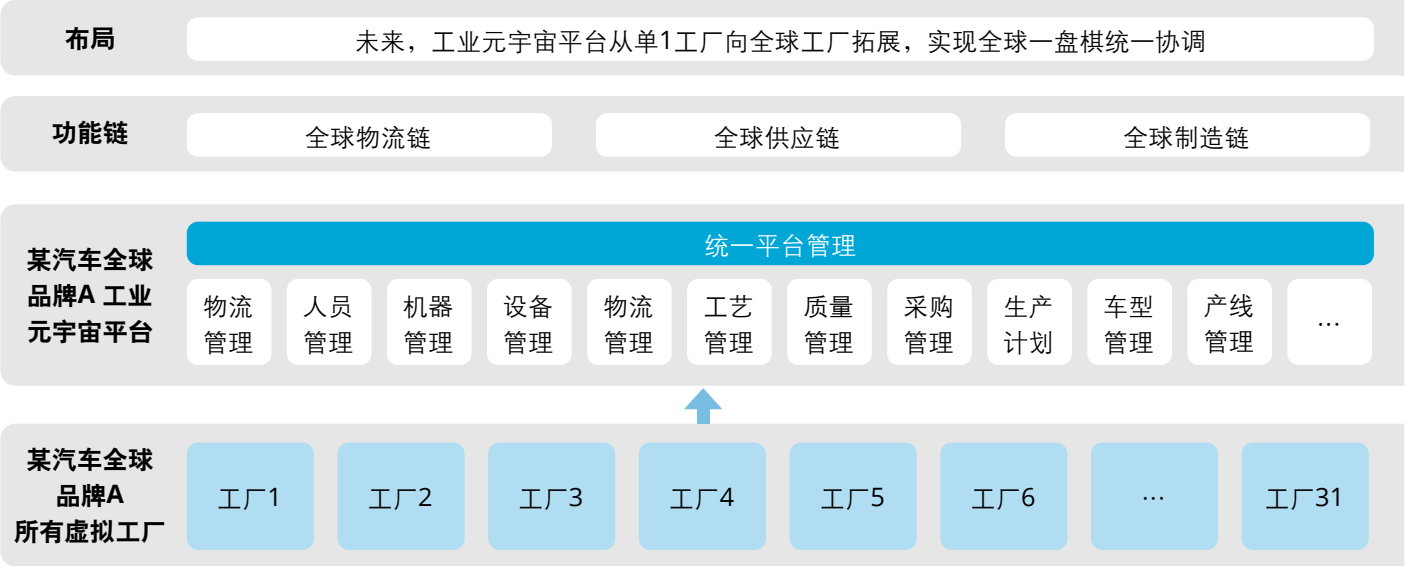 布局
未来，工业元宇宙平台从单1工厂向全球工厂拓展，实现全球一盘棋统一协调
功能链
全球物流链
全球供应链
全球制造链
某汽车全球
品牌A 工业
元宇宙平台
统一平台管理
物流
管理
人员
管理
机器
管理
设备
管理
物流
管理
工艺
管理
质量
管理
采购
管理
生产
计划
车型
管理
产线
管理
…
某汽车全球
品牌A
所有虚拟工厂
工厂1
工厂2
工厂3
工厂4
工厂5
工厂6
…
工厂31